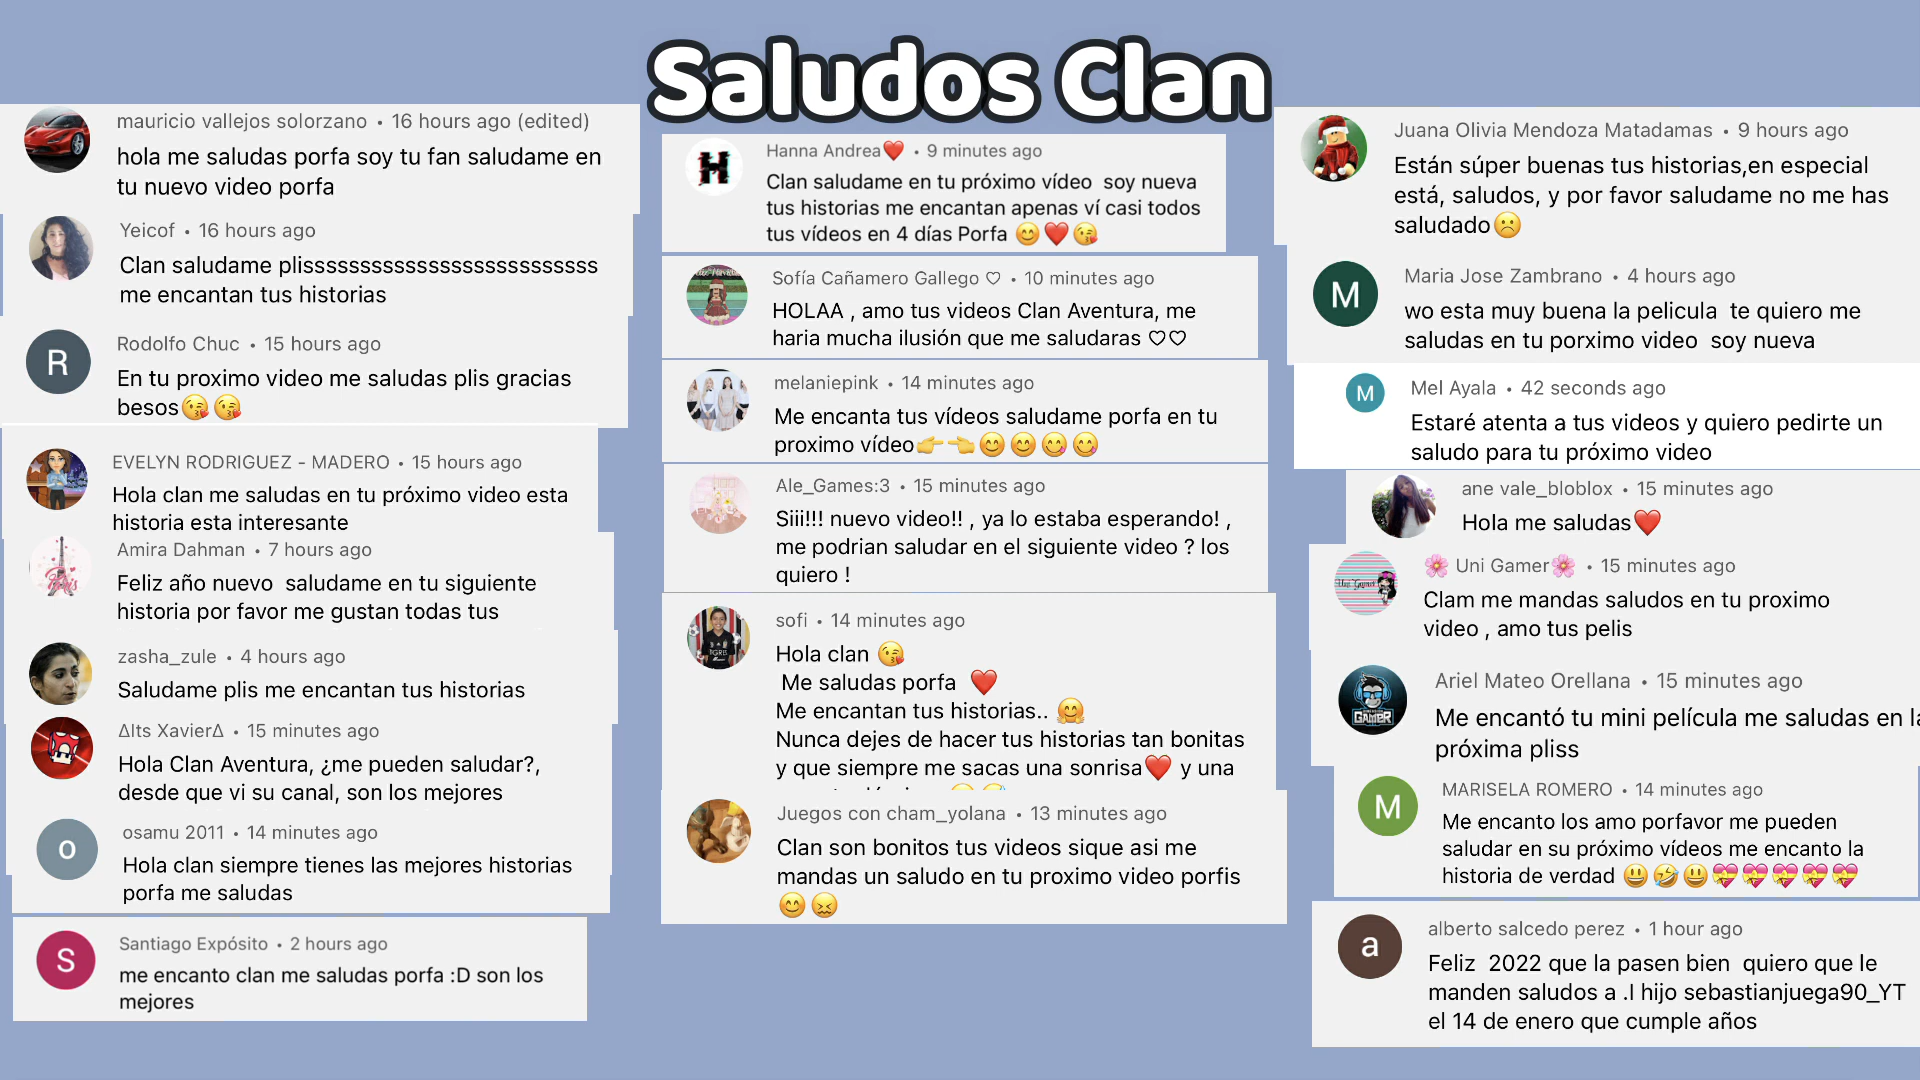 Saludos Clan
mauricio vallejos solorzano • 16 hours ago (edited)
hola me saludas porfa soy tu fan saludame en
tu nuevo video porfa
Yeicof • 16 hours ago
Clan saludame plisssssssssssssssssssssssssss
me encantan tus historias
R
Rodolfo Chuc • 15 hours ago
En tu proximo video me saludas plis gracias
besos😘😘
EVELYN RODRIGUEZ - MADERO • 15 hours ago
Hola clan me saludas en tu próximo video esta
historia esta interesante
Paris
Amira Dahman • 7 hours ago
Feliz año nuevo saludame en tu siguiente
historia por favor me gustan todas tus
zasha_zule • 4 hours ago
Saludame plis me encantan tus historias
ΔIts XavierΔ • 15 minutes ago
Hola Clan Aventura, ¿me pueden saludar?,
desde que vi su canal, son los mejores
o
osamu 2011 • 14 minutes ago
Hola clan siempre tienes las mejores historias
porfa me saludas
S
Santiago Expósito • 2 hours ago
me encanto clan me saludas porfa :D son los
mejores
H
Hanna Andrea❤️ • 9 minutes ago
Clan saludame en tu próximo vídeo soy nueva
tus historias me encantan apenas ví casi todos
tus vídeos en 4 días Porfa 😊❤️😘
Sofía Cañamero Gallego ♡ • 10 minutes ago
HOLAA , amo tus videos Clan Aventura, me
haria mucha ilusión que me saludaras ♡♡
melaniepink • 14 minutes ago
Me encanta tus vídeos saludame porfa en tu
proximo vídeo👉👈😊😊😋😋
Ale_Games:3 • 15 minutes ago
Siii!!! nuevo video!! , ya lo estaba esperando! ,
me podrian saludar en el siguiente video ? los
quiero !
sofi • 14 minutes ago
Hola clan 😘
Me saludas porfa ❤️
Me encantan tus historias.. 🤗
Nunca dejes de hacer tus historias tan bonitas
y que siempre me sacas una sonrisa❤️ y una
Juegos con cham_yolana • 13 minutes ago
Clan son bonitos tus videos sique asi me
mandas un saludo en tu proximo video porfis
😊😖
Juana Olivia Mendoza Matadamas • 9 hours ago
Están súper buenas tus historias,en especial
está, saludos, y por favor saludame no me has
saludado☹️
M
Maria Jose Zambrano • 4 hours ago
wo esta muy buena la pelicula te quiero me
saludas en tu porximo video soy nueva
M
Mel Ayala • 42 seconds ago
Estaré atenta a tus videos y quiero pedirte un
saludo para tu próximo video
ane vale_bloblox • 15 minutes ago
Hola me saludas❤️
Uni Gamer
🌸 Uni Gamer🌸 • 15 minutes ago
Clam me mandas saludos en tu proximo
video , amo tus pelis
GAMER
Ariel Mateo Orellana • 15 minutes ago
Me encantó tu mini película me saludas en la
próxima pliss
M
MARISELA ROMERO • 14 minutes ago
Me encanto los amo porfavor me pueden
saludar en su próximo vídeos me encanto la
historia de verdad 😃🤣😃💝💝💝💝💝
a
alberto salcedo perez • 1 hour ago
Feliz 2022 que la pasen bien quiero que le
manden saludos a .I hijo sebastianjuega90_YT
el 14 de enero que cumple años